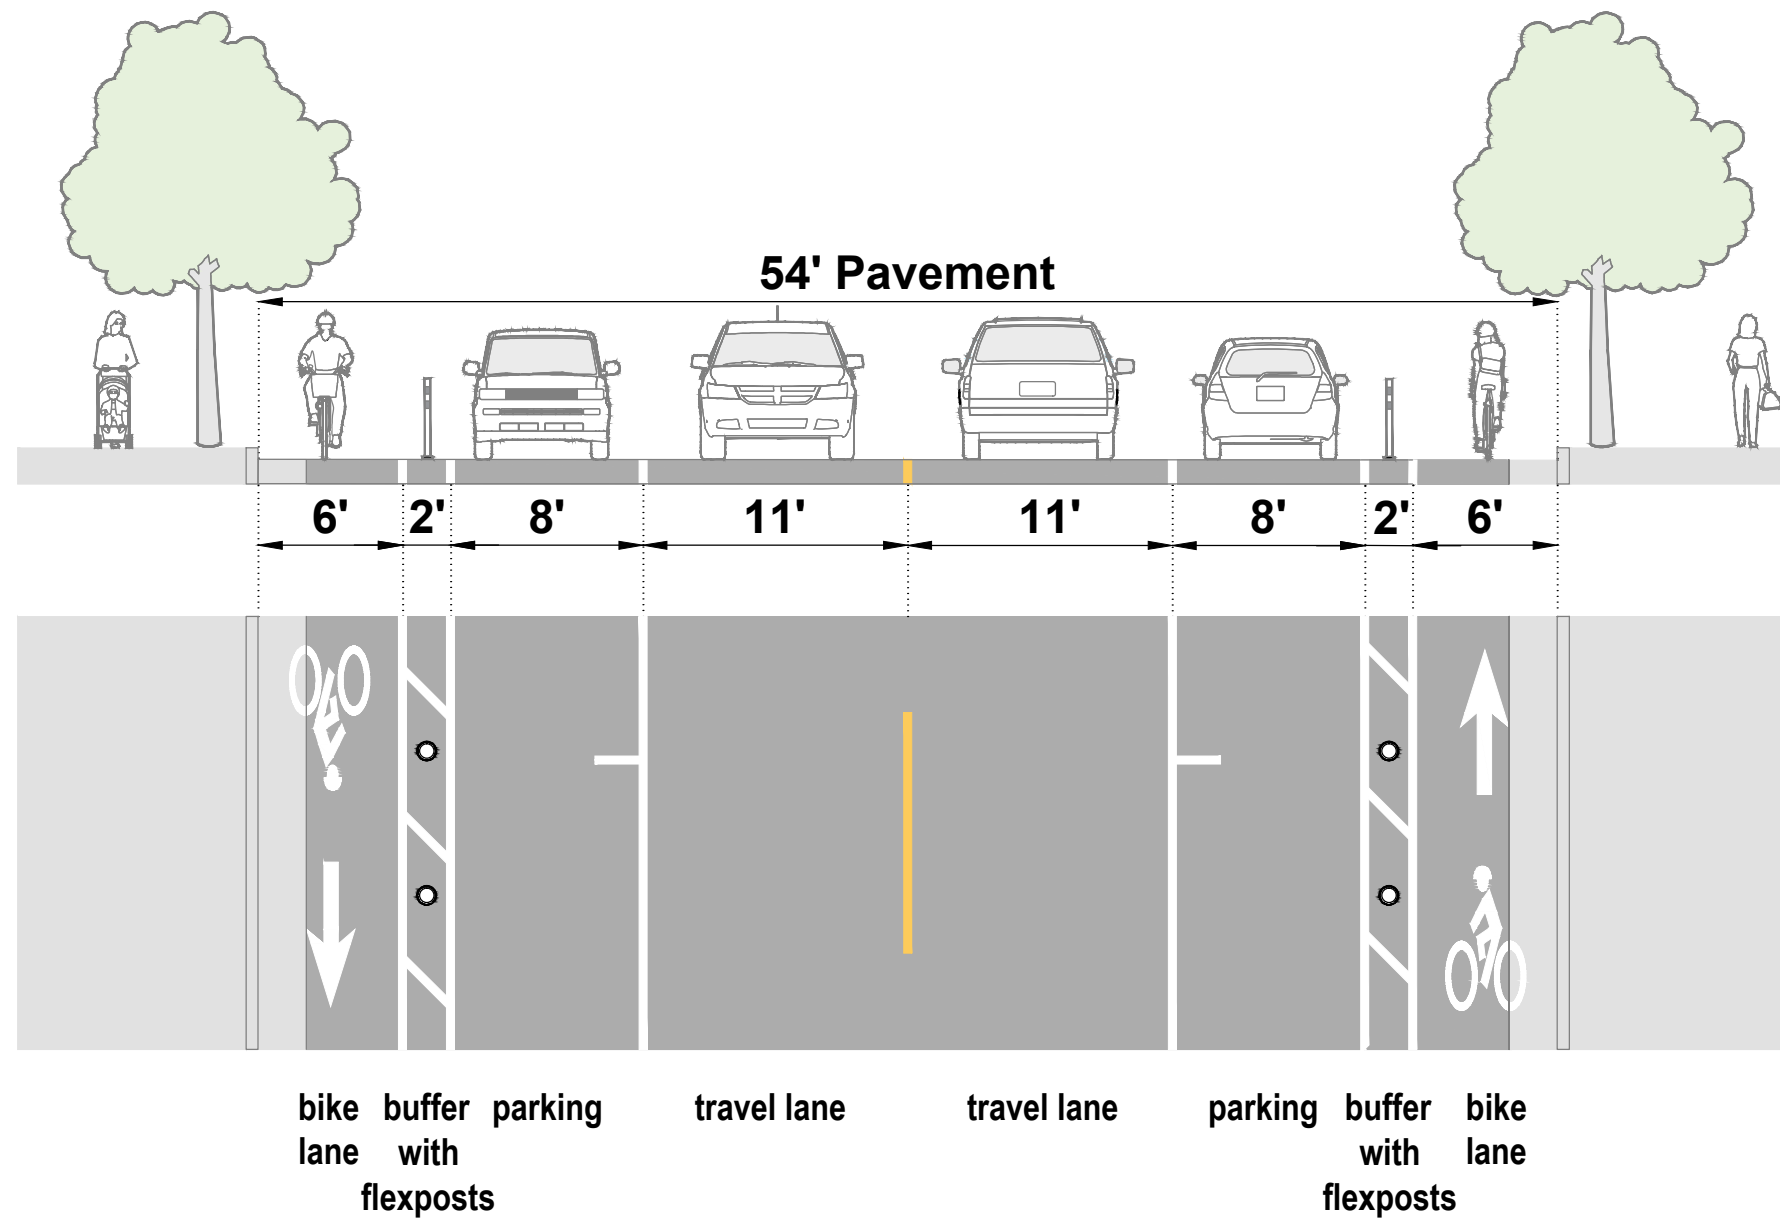 54' Pavement
6' 2' 8' 11' 11' 8' 2' 6'
bike buffer parking travel lane travel lane parking buffer bike
lane with with lane
flexposts flexposts